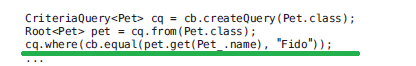 CriteriaQuery<Pet> cq = cb.createQuery(Pet.class);
Root<Pet> pet = cq.from(Pet.class);
cq.where(cb.equal(pet.get(Pet_.name), "Fido"));
...